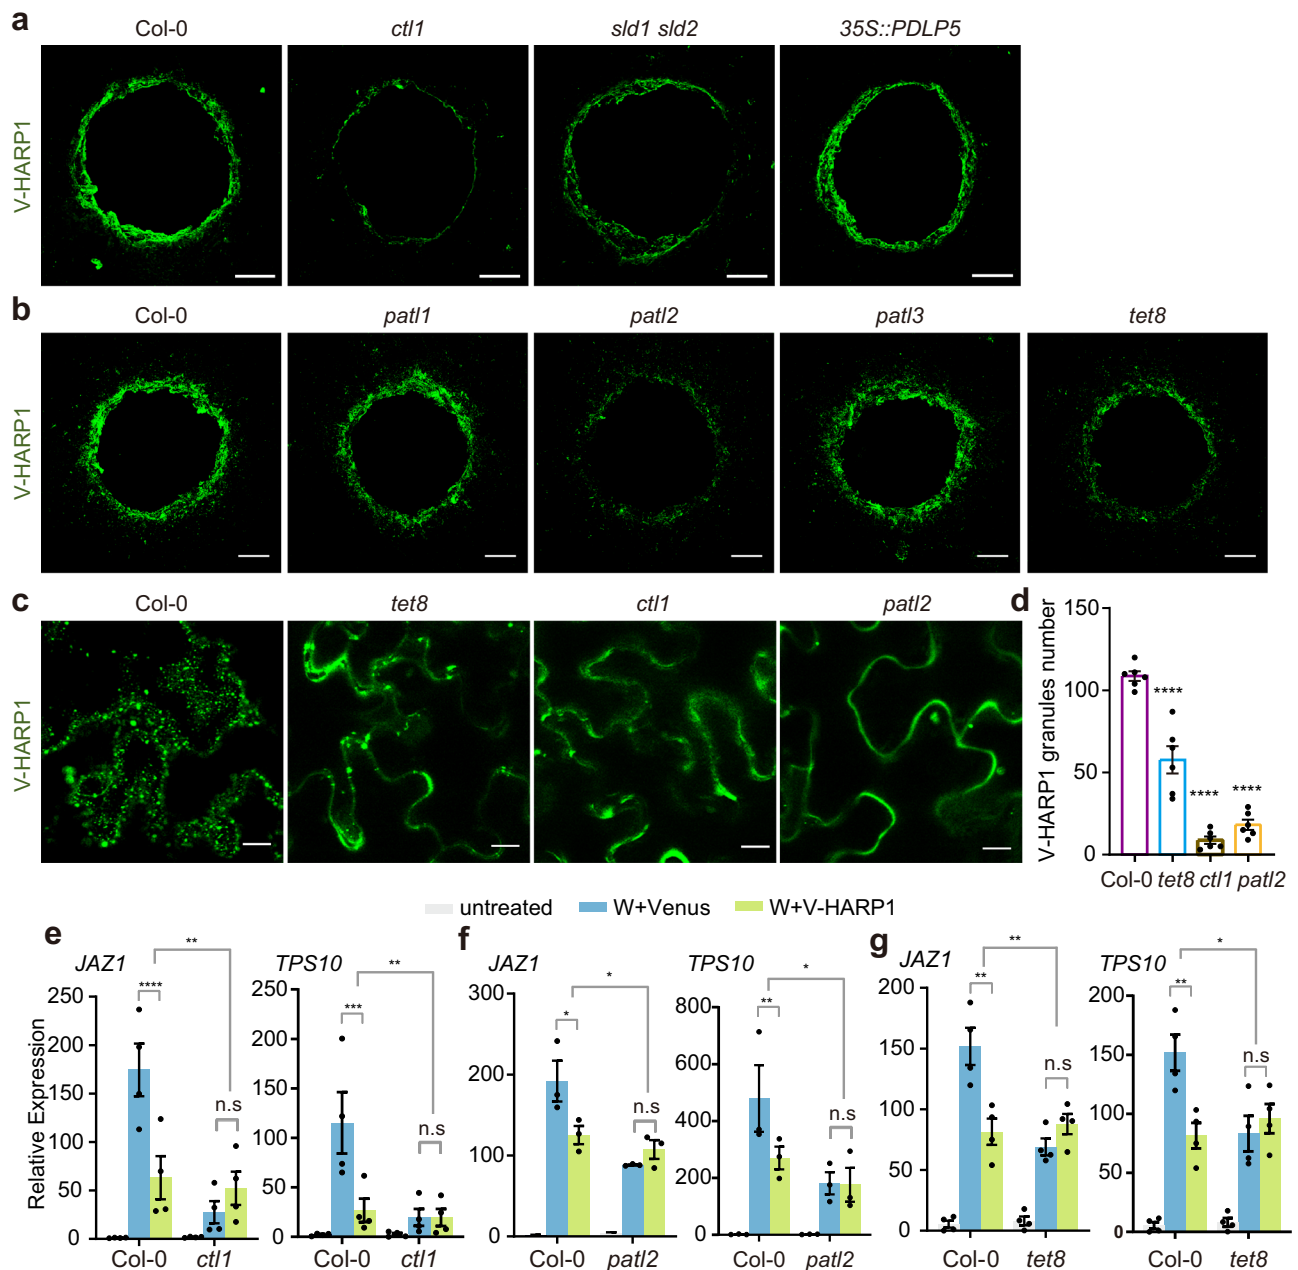 a
Col-0 ctl1 sld1 sld2 35S::PDLP5
V-HARP1
b
Col-0 patl1 patl2 patl3 tet8
V-HARP1
c
Col-0 tet8 ctl1 patl2
V-HARP1
d
V-HARP1 granules number
150
100
50
0
**** **** ****
Col-0 tet8 ctl1 patl2
untreated W+Venus W+V-HARP1
e
JAZ1
Relative Expression
250
200
150
100
50
0
****
**
n.s
Col-0 ctl1
TPS10
250
200
150
100
50
0
***
**
n.s
Col-0 ctl1
f
JAZ1
300
200
100
0
*
*
n.s
Col-0 patl2
TPS10
800
600
400
200
0
**
*
n.s
Col-0 patl2
g
JAZ1
200
150
100
50
0
**
**
n.s
Col-0 tet8
TPS10
200
150
100
50
0
**
*
n.s
Col-0 tet8